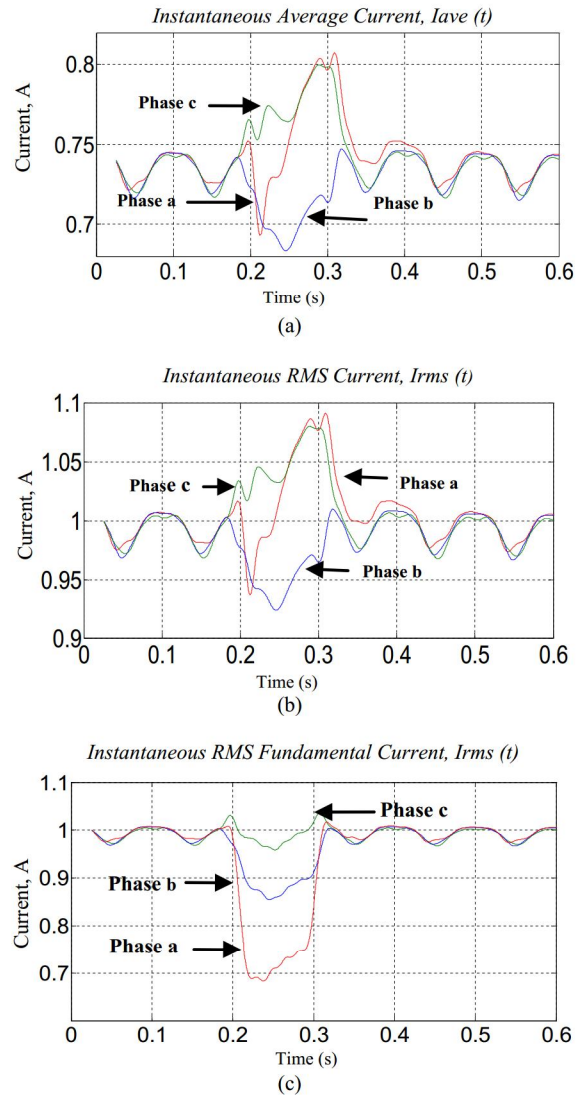 Instantaneous Average Current, Iave (t)
0.8
Phase c
0.75
Phase a
Phase b
0.7
Current, A
0 0.1 0.2 0.3 0.4 0.5 0.6
Time (s)
(a)
Instantaneous RMS Current, Irms (t)
1.1
1.05
Phase c
Phase a
1
0.95
Phase b
0.9
Current, A
0 0.1 0.2 0.3 0.4 0.5 0.6
Time (s)
(b)
Instantaneous RMS Fundamental Current, Irms (t)
1.1
Phase c
1
0.9
Phase b
0.8
Phase a
0.7
Current, A
0 0.1 0.2 0.3 0.4 0.5 0.6
Time (s)
(c)